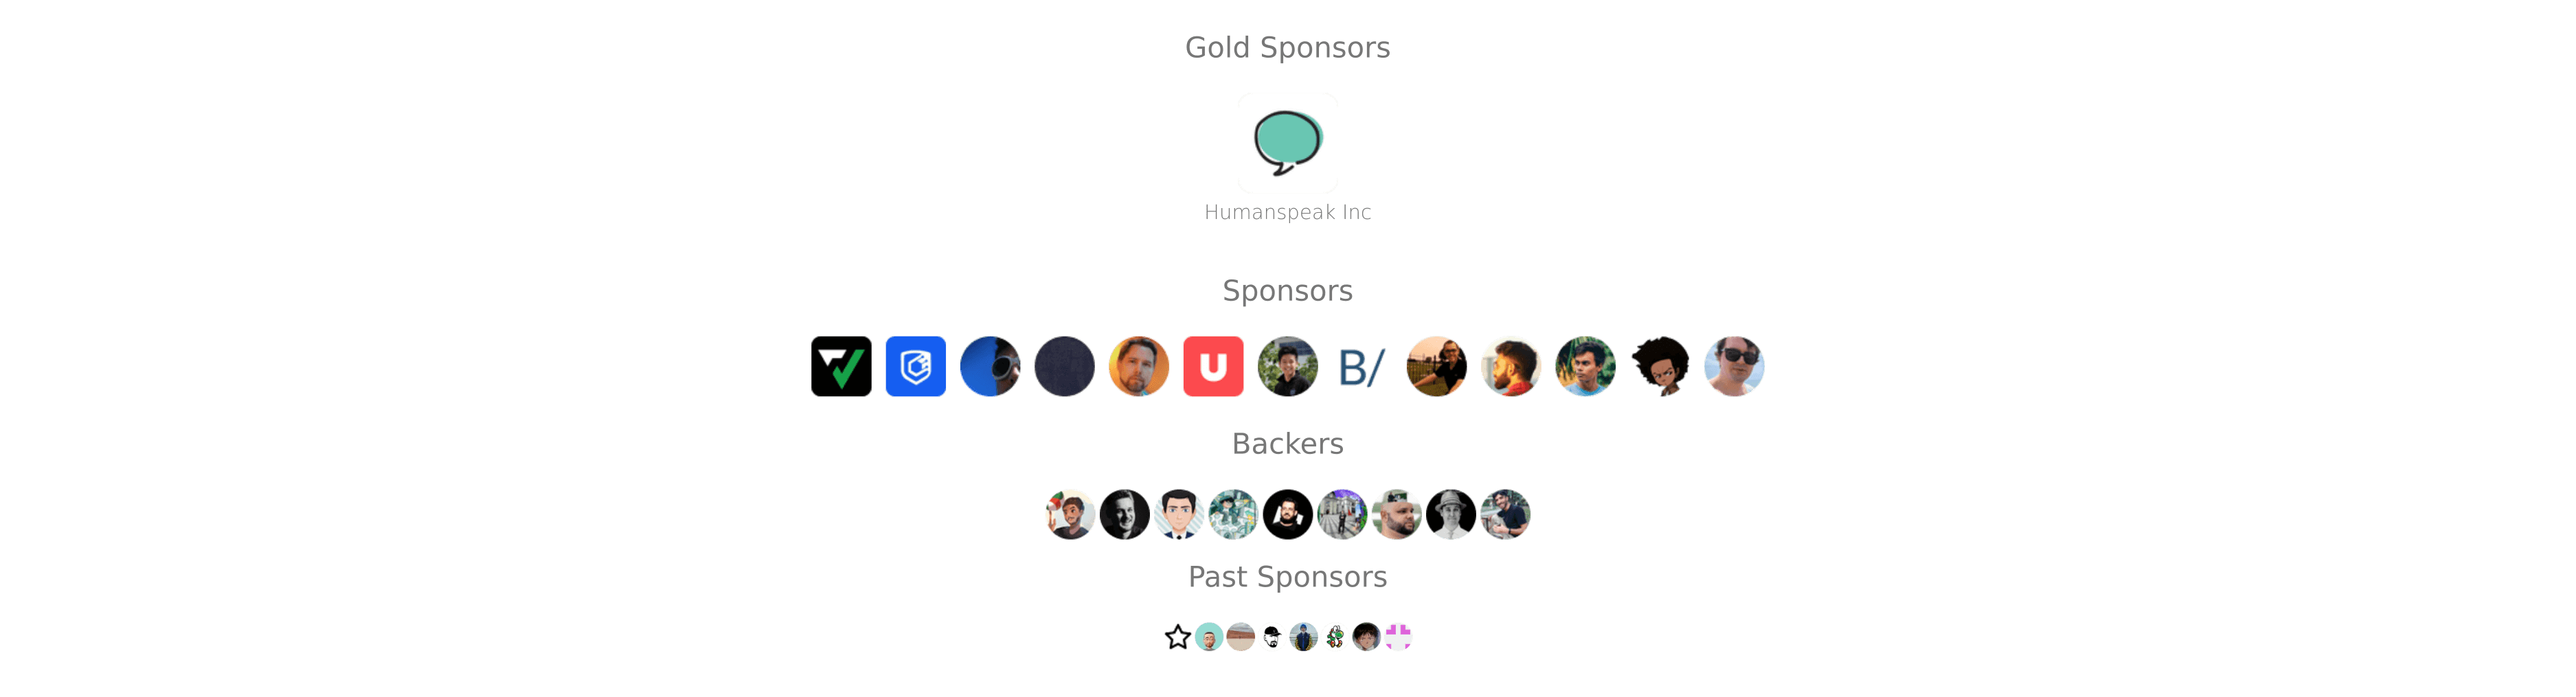 Gold Sponsors
Humanspeak Inc
Sponsors
U
B/
Backers
Past Sponsors